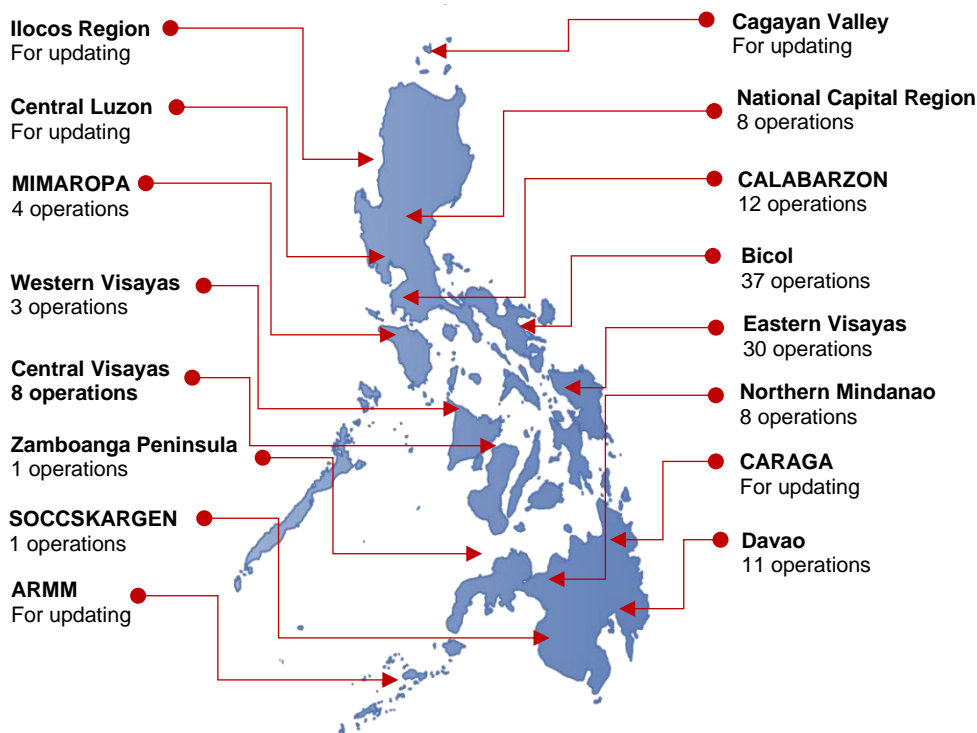 Ilocos Region
For updating
Central Luzon
For updating
MIMAROPA
4 operations
Western Visayas
3 operations
Central Visayas
8 operations
Zamboanga Peninsula
1 operations
SOCCSKARGEN
1 operations
ARMM
For updating
Cagayan Valley
For updating
National Capital Region
8 operations
CALABARZON
12 operations
Bicol
37 operations
Eastern Visayas
30 operations
Northern Mindanao
8 operations
CARAGA
For updating
Davao
11 operations